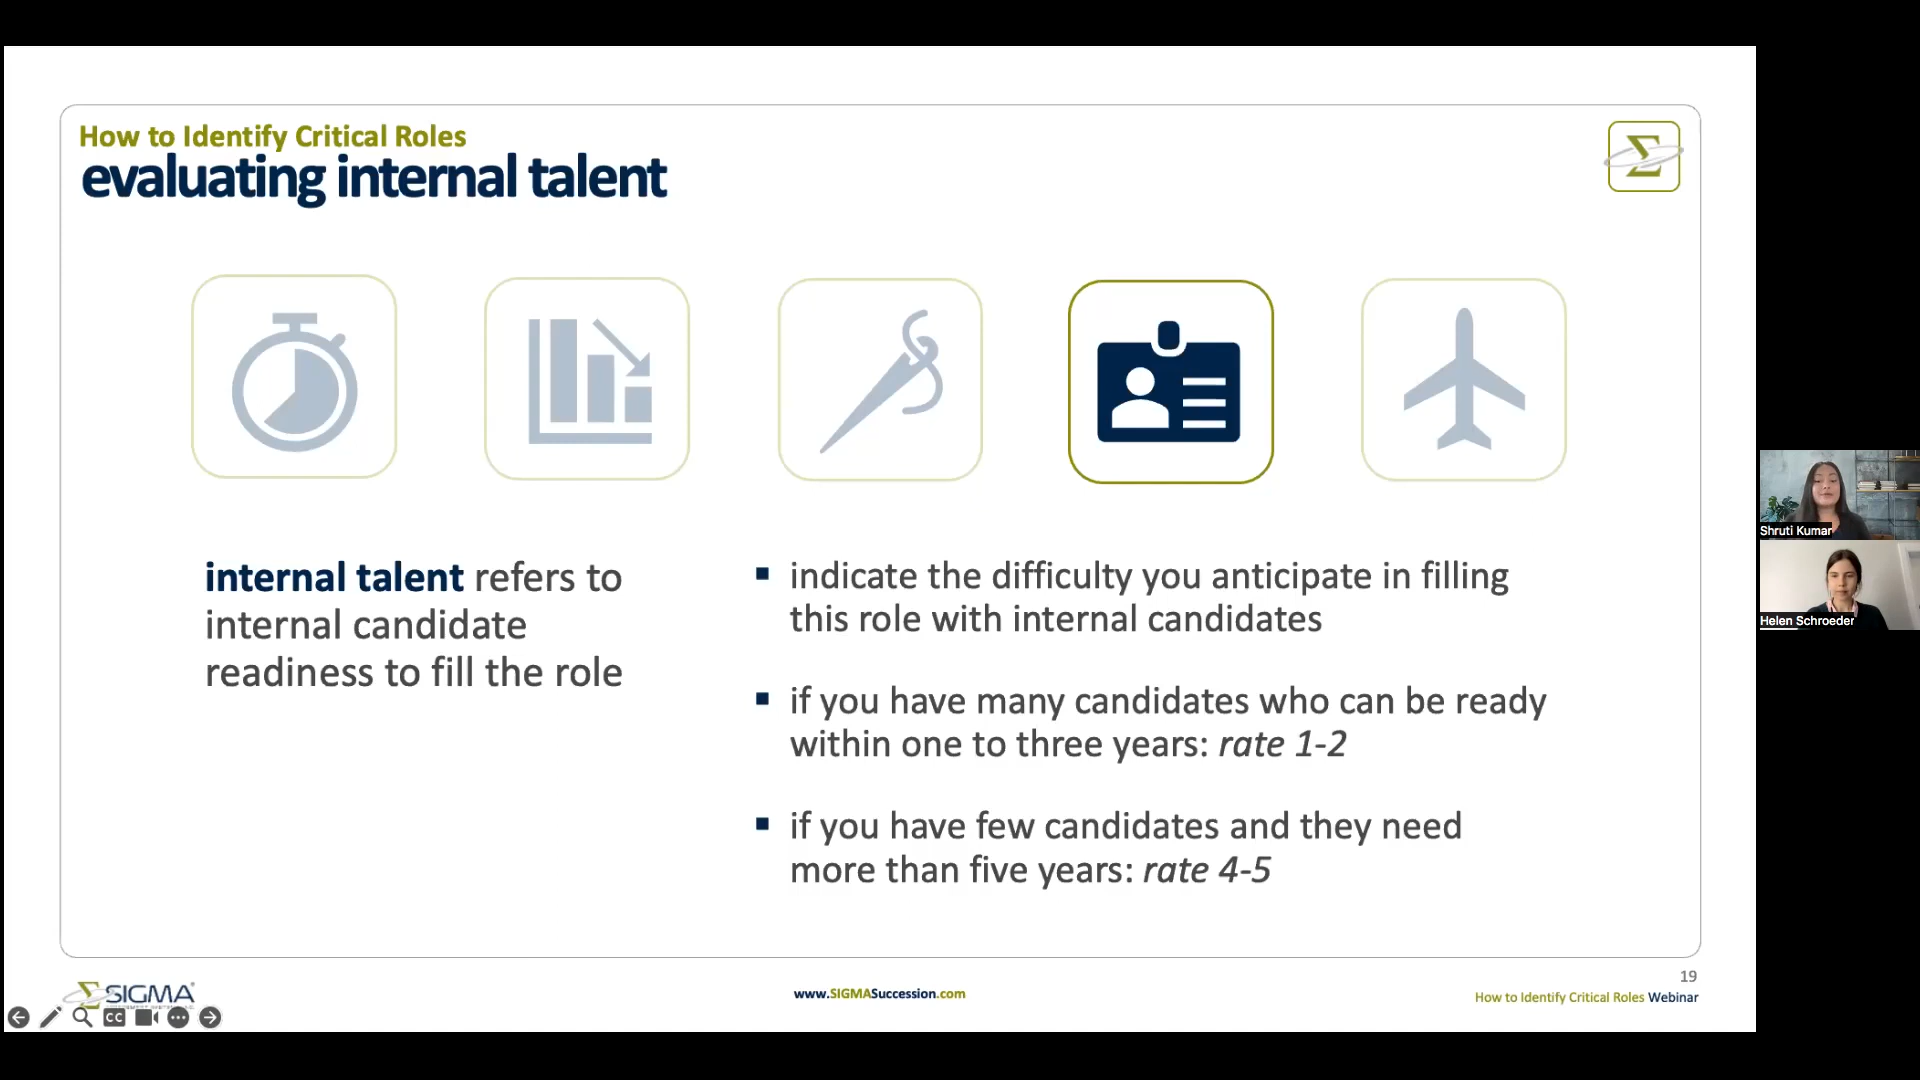 How to Identify Critical Roles
evaluating internal talent
internal talent refers to
internal candidate
readiness to fill the role
▪ indicate the difficulty you anticipate in filling
this role with internal candidates
▪ if you have many candidates who can be ready
within one to three years: rate 1-2
▪ if you have few candidates and they need
more than five years: rate 4-5
Shruti Kumar
Helen Schroeder
SIGMA
www.SIGMASuccession.com
19
How to Identify Critical Roles Webinar
CC